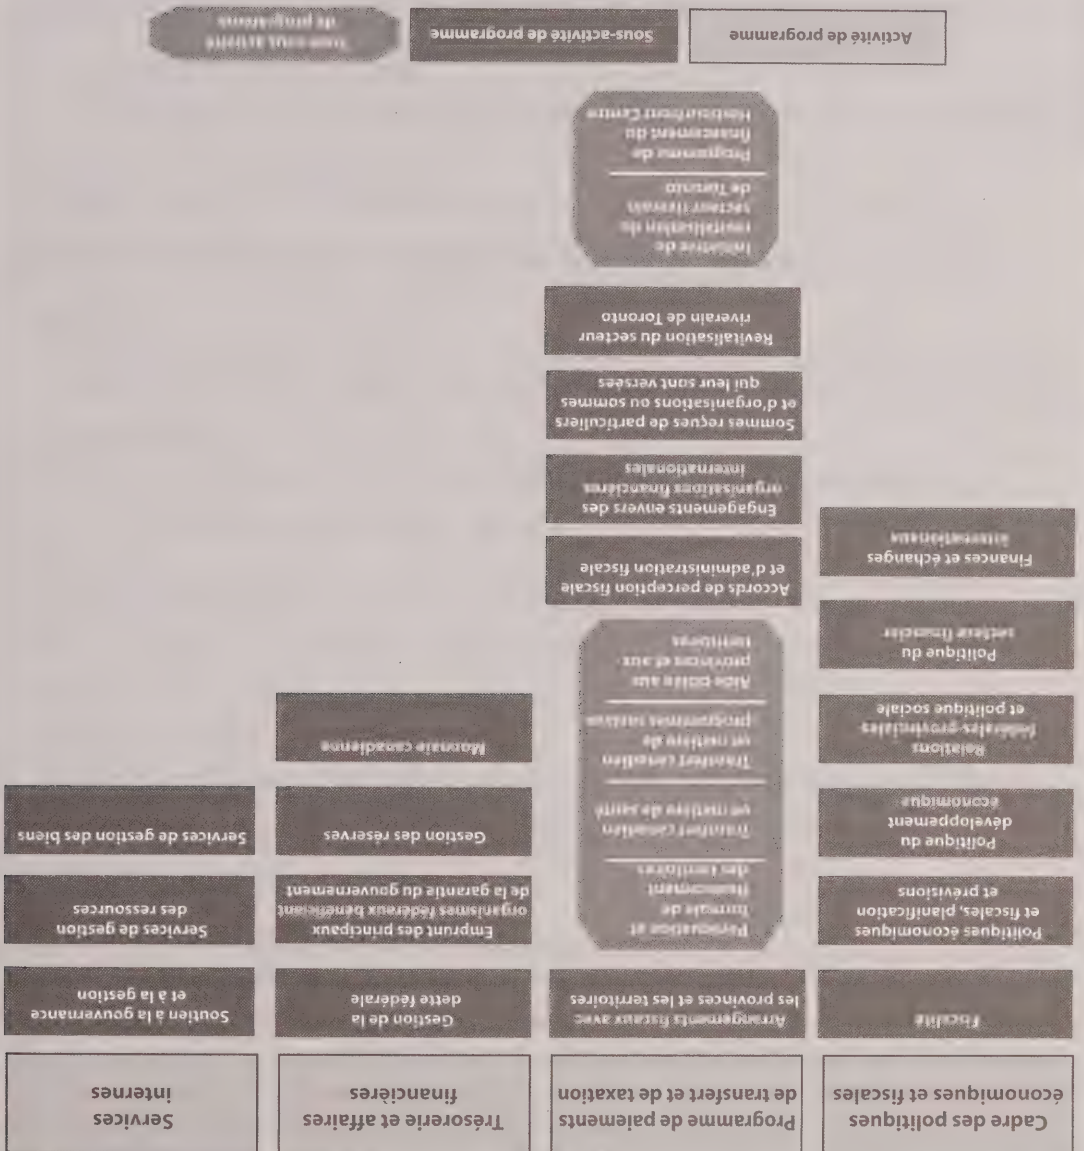 Cadre des politiques
économiques et fiscales
Fiscalité
Politiques économiques
et fiscales, planification
et prévisions
Politique du
développement
économique
Relations
fédérales-provinciales
et politique sociale
Politique du
secteur financier
Finances et échanges
internationaux
Programme de paiements
de transfert et de taxation
Arrangements fiscaux avec
les provinces et les territoires
Péréquation et
formule de
financement
des territoires
Transfert canadien
en matière de santé
Transfert canadien
en matière de
programmes sociaux
Aide ciblée aux
provinces et aux
territoires
Accords de perception fiscale
et d'administration fiscale
Engagements envers des
organisations financières
internationales
Sommes reçues de particuliers
et d'organisations ou sommes
qui leur sont versées
Revitalisation du secteur
riverain de Toronto
Initiative de
revitalisation du
secteur riverain
de Toronto
Programme de
financement du
Harbourfront Centre
Trésorerie et affaires
financières
Gestion de la
dette fédérale
Emprunt des principaux
organismes fédéraux bénéficiant
de la garantie du gouvernement
Gestion des réserves
Monnaie canadienne
Services
internes
Soutien à la gouvernance
et à la gestion
Services de gestion
des ressources
Services de gestion des biens
Activité de programme
Sous-activité de programme
Sous-sous-activité
de programme